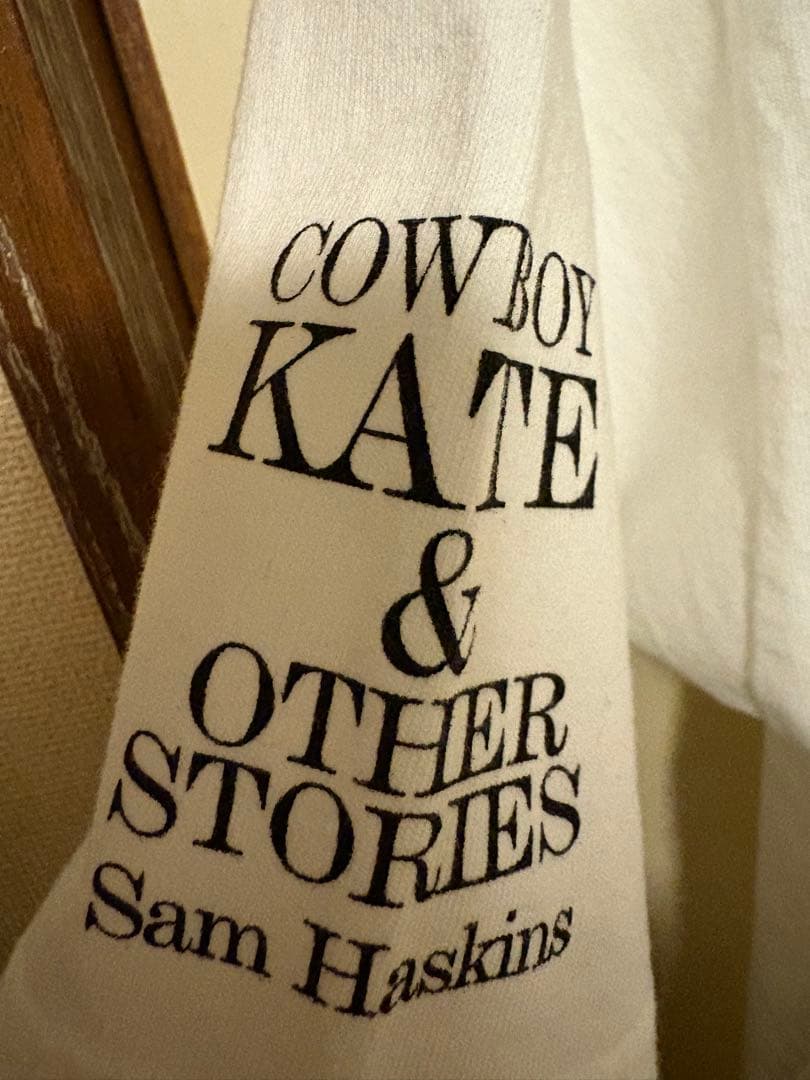 COWBOY
KATE
&
OTHER
STORIES
Sam Haskins